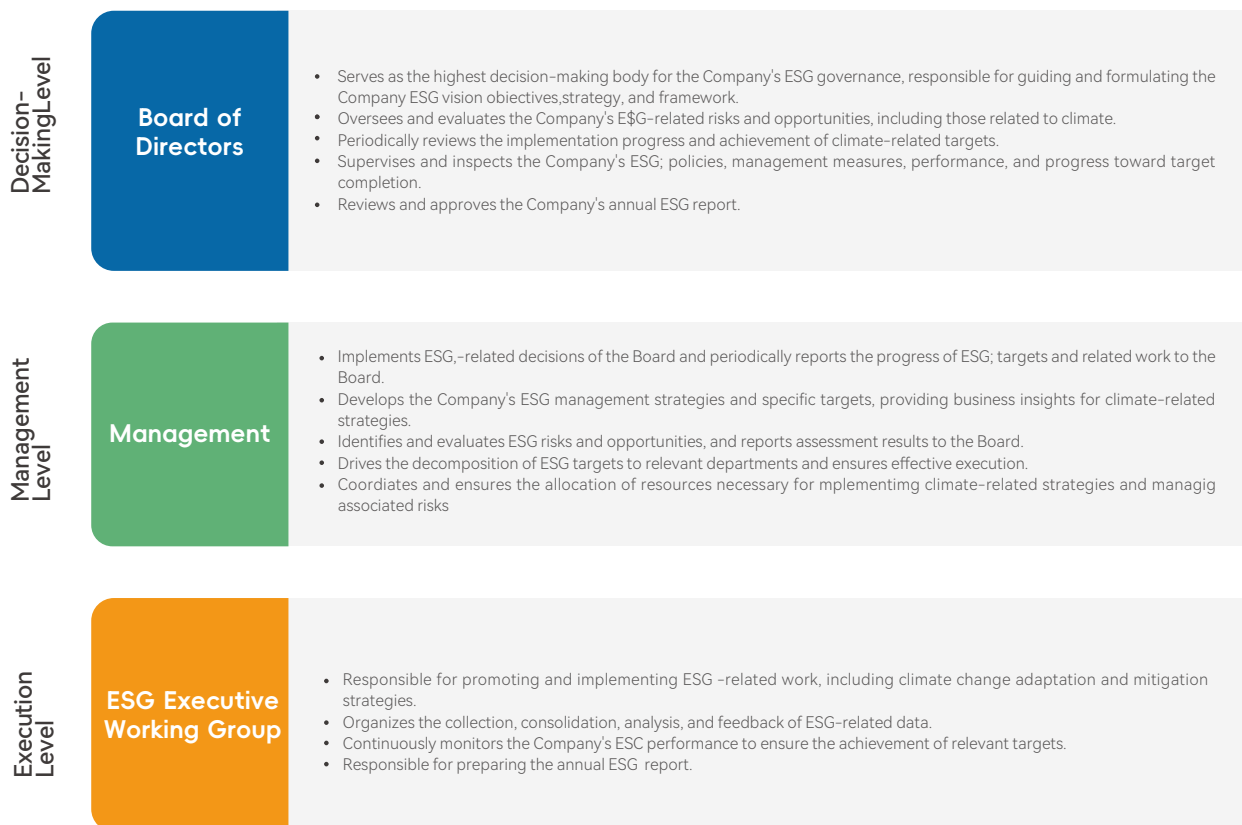 Decision-
MakingLevel
Board of
Directors
• Serves as the highest decision-making body for the Company's ESG governance, responsible for guiding and formulating the
Company ESG vision objectives,strategy, and framework.
• Oversees and evaluates the Company's E$G-related risks and opportunities, including those related to climate.
• Periodically reviews the implementation progress and achievement of climate-related targets.
• Supervises and inspects the Company's ESG; policies, management measures, performance, and progress toward target
completion.
• Reviews and approves the Company's annual ESG report.
Management
Level
Management
• Implements ESG,-related decisions of the Board and periodically reports the progress of ESG; targets and related work to the
Board.
• Develops the Company's ESG management strategies and specific targets, providing business insights for climate-related
strategies.
• Identifies and evaluates ESG risks and opportunities, and reports assessment results to the Board.
• Drives the decomposition of ESG targets to relevant departments and ensures effective execution.
• Coordiates and ensures the allocation of resources necessary for mplementimg climate-related strategies and managig
associated risks
Execution
Level
ESG Executive
Working Group
• Responsible for promoting and implementing ESG -related work, including climate change adaptation and mitigation
strategies.
• Organizes the collection, consolidation, analysis, and feedback of ESG-related data.
• Continuously monitors the Company's ESC performance to ensure the achievement of relevant targets.
• Responsible for preparing the annual ESG report.